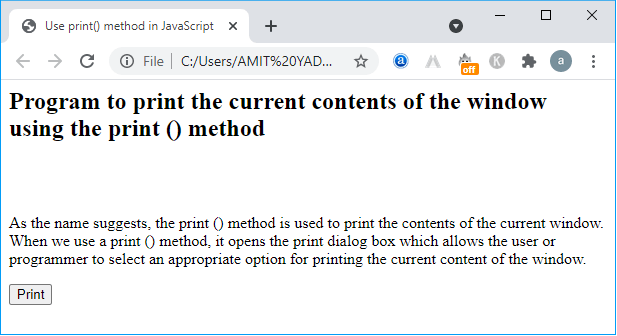 Use print() method in JavaScript
File
C:/Users/AMIT%20YAD...
a
off
K
a
Program to print the current contents of the window
using the print () method
As the name suggests, the print () method is used to print the contents of the current window.
When we use a print () method, it opens the print dialog box which allows the user or
programmer to select an appropriate option for printing the current content of the window.
Print